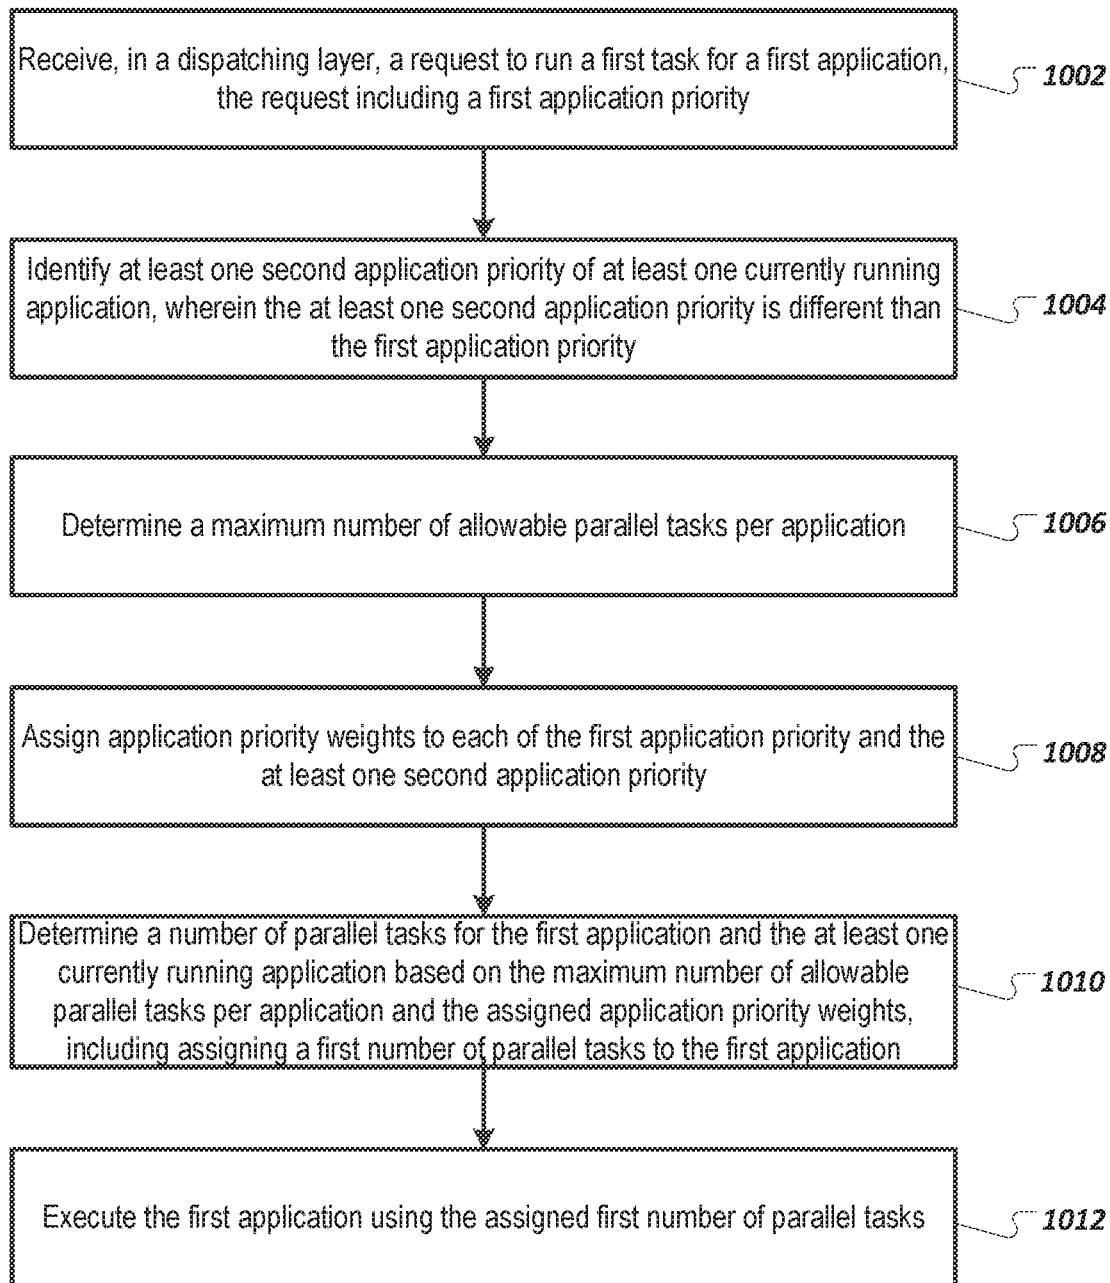 Receive, in a dispatching layer, a request to run a first task for a first application,
the request including a first application priority
1002
Identify at least one second application priority of at least one currently running
application, wherein the at least one second application priority is different than
the first application priority
1004
Determine a maximum number of allowable parallel tasks per application
1006
Assign application priority weights to each of the first application priority and the
at least one second application priority
1008
Determine a number of parallel tasks for the first application and the at least one
currently running application based on the maximum number of allowable
parallel tasks per application and the assigned application priority weights,
including assigning a first number of parallel tasks to the first application
1010
Execute the first application using the assigned first number of parallel tasks
1012